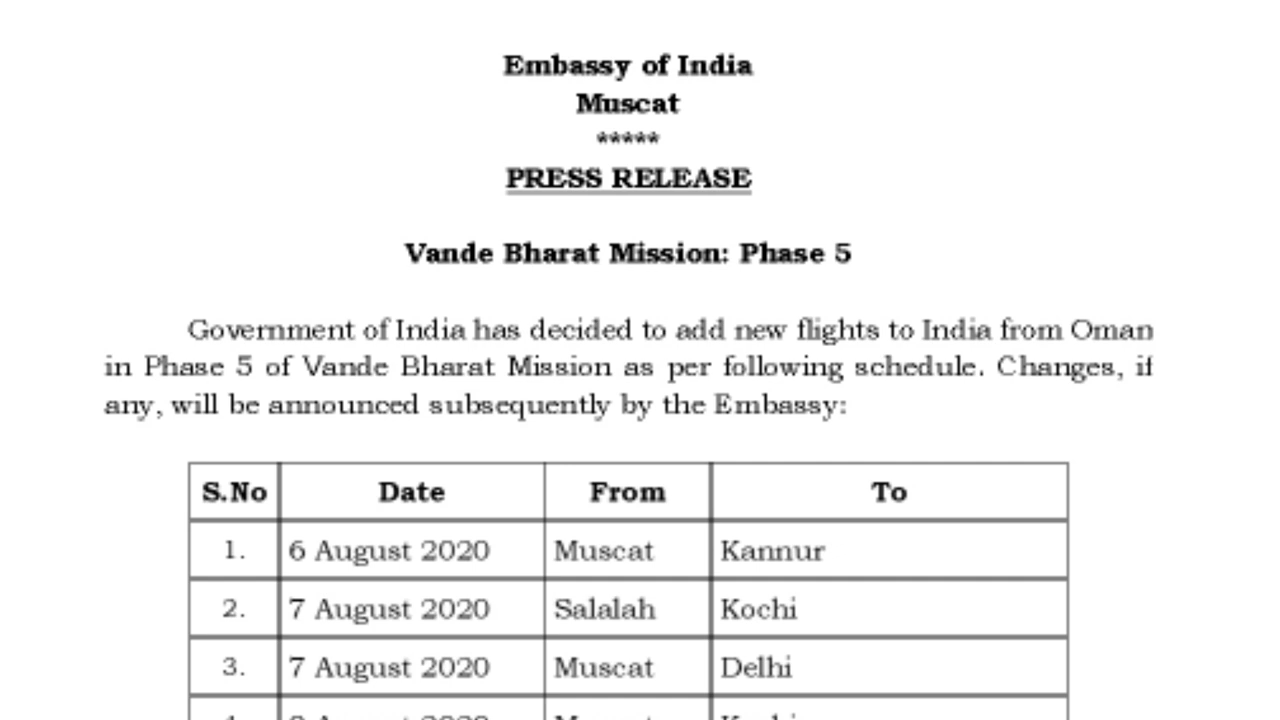 Embassy of India
Muscat
*****
PRESS RELEASE
Vande Bharat Mission: Phase 5
Government of India has decided to add new flights to India from Oman
in Phase 5 of Vande Bharat Mission as per following schedule. Changes, if
any, will be announced subsequently by the Embassy:
S.No Date From To
1. 6 August 2020 Muscat Kannur
2. 7 August 2020 Salalah Kochi
3. 7 August 2020 Muscat Delhi